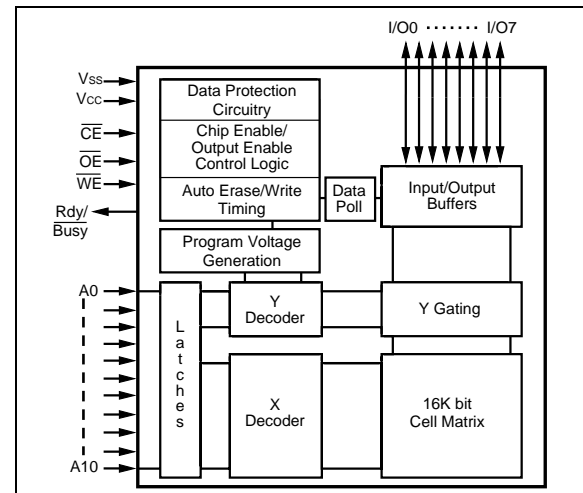 I/O0 ········ I/O7
VSS
VCC
CE
OE
WE
Rdy/
Busy
Data Protection
Circuitry
Chip Enable/
Output Enable
Control Logic
Auto Erase/Write
Timing
Data
Poll
Input/Output
Buffers
Program Voltage
Generation
A0
A10
L
a
t
c
h
e
s
Y
Decoder
Y Gating
X
Decoder
16K bit
Cell Matrix